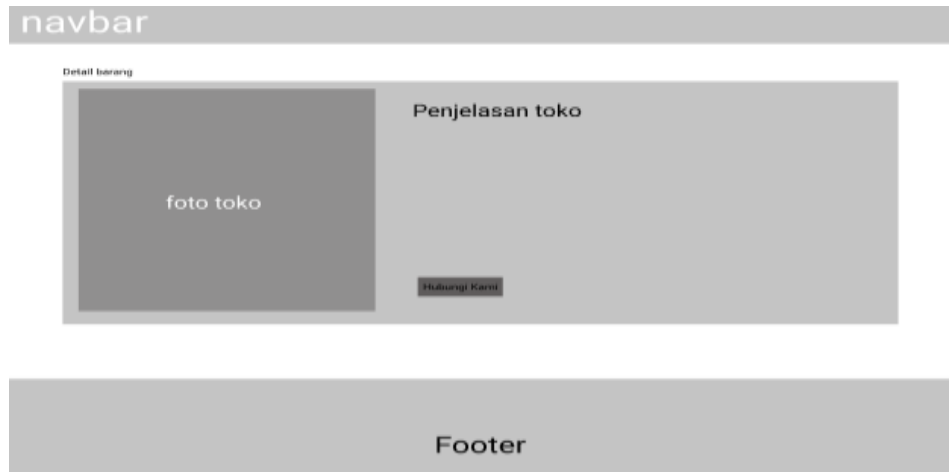 navbar
Detail barang
Penjelasan toko
foto toko
Hubungi Kami
Footer